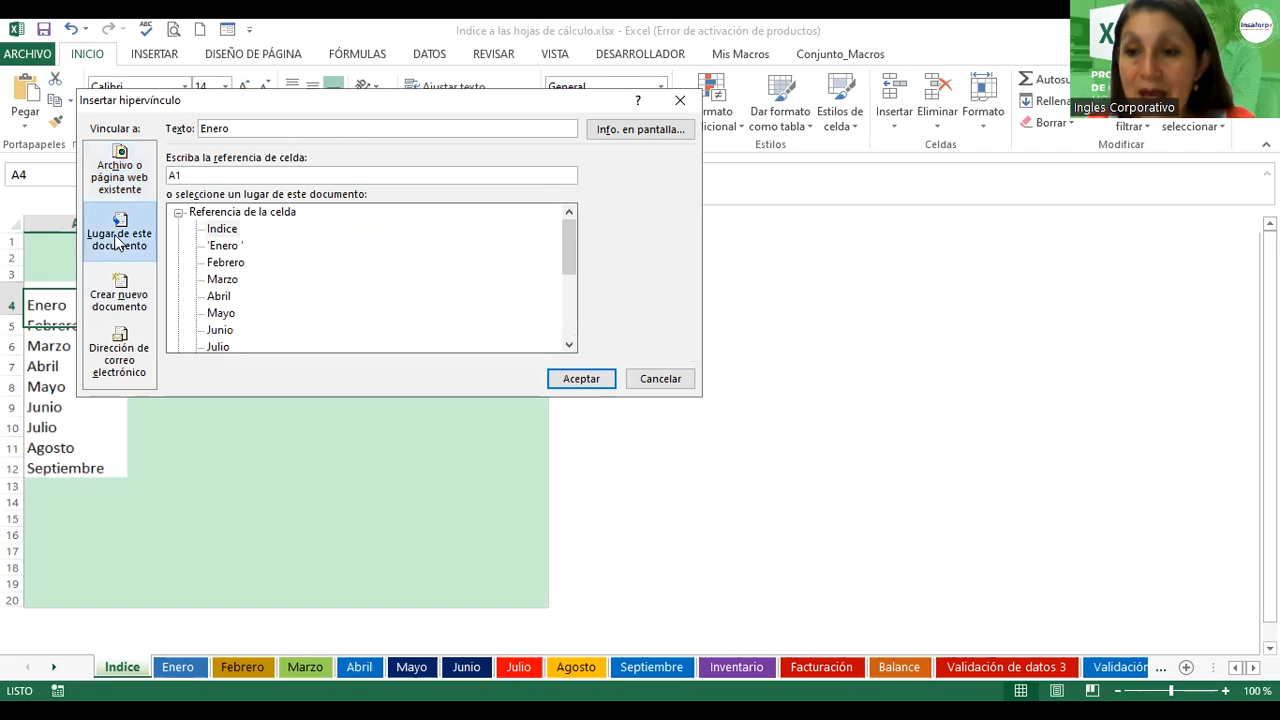 Indice a las hojas de cálculo.xlsx - Excel (Error de activación de productos)
Insaforp
ARCHIVO INICIO INSERTAR DISEÑO DE PÁGINA FÓRMULAS DATOS REVISAR VISTA DESARROLLADOR Mis Macros Conjunto_Macros
Ingles Corporativo
Pegar
Calibri 14
Ajustar texto
General
Dar formato
como tabla
Estilos de
celda
Insertar Eliminar Formato
Autosu
Rellena
Borrar
filtrar
seleccionar
Portapapeles
Estilos
Celdas
Modificar
Insertar hipervínculo
?
Vincular a:
Texto: Enero
Info. en pantalla...
Archivo o
página web
existente
Lugar de este
documento
Crear nuevo
documento
Dirección de
correo
electrónico
Escriba la referencia de celda:
A1
o seleccione un lugar de este documento:
Referencia de la celda
Indice
'Enero '
Febrero
Marzo
Abril
Mayo
Junio
Julio
Aceptar Cancelar
A4
A
1
2
3
4 Enero
5 Febrero
6 Marzo
7 Abril
8 Mayo
9 Junio
10 Julio
11 Agosto
12 Septiembre
13
14
15
16
17
18
19
20
Indice Enero Febrero Marzo Abril Mayo Junio Julio Agosto Septiembre Inventario Facturación Balance Validación de datos 3 Validación ...
LISTO
100 %